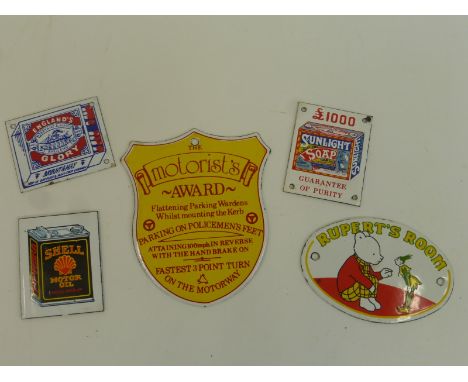 ENGLAND'S
GLORY
SHELL
MOTOR
OIL
THE
motorist's
~AWARD~
Flattening Parking Wardens
Whilst mounting the Kerb
PARKING ON POLICEMEN'S FEET
ATTAINING 100mph IN REVERSE
WITH THE HAND BRAKE ON
FASTEST 3 POINT TURN
ON THE MOTORWAY
£1000
SUNLIGHT
SOAP
SUNLIGHT
GUARANTEE
OF PURITY
RUPERT'S ROOM